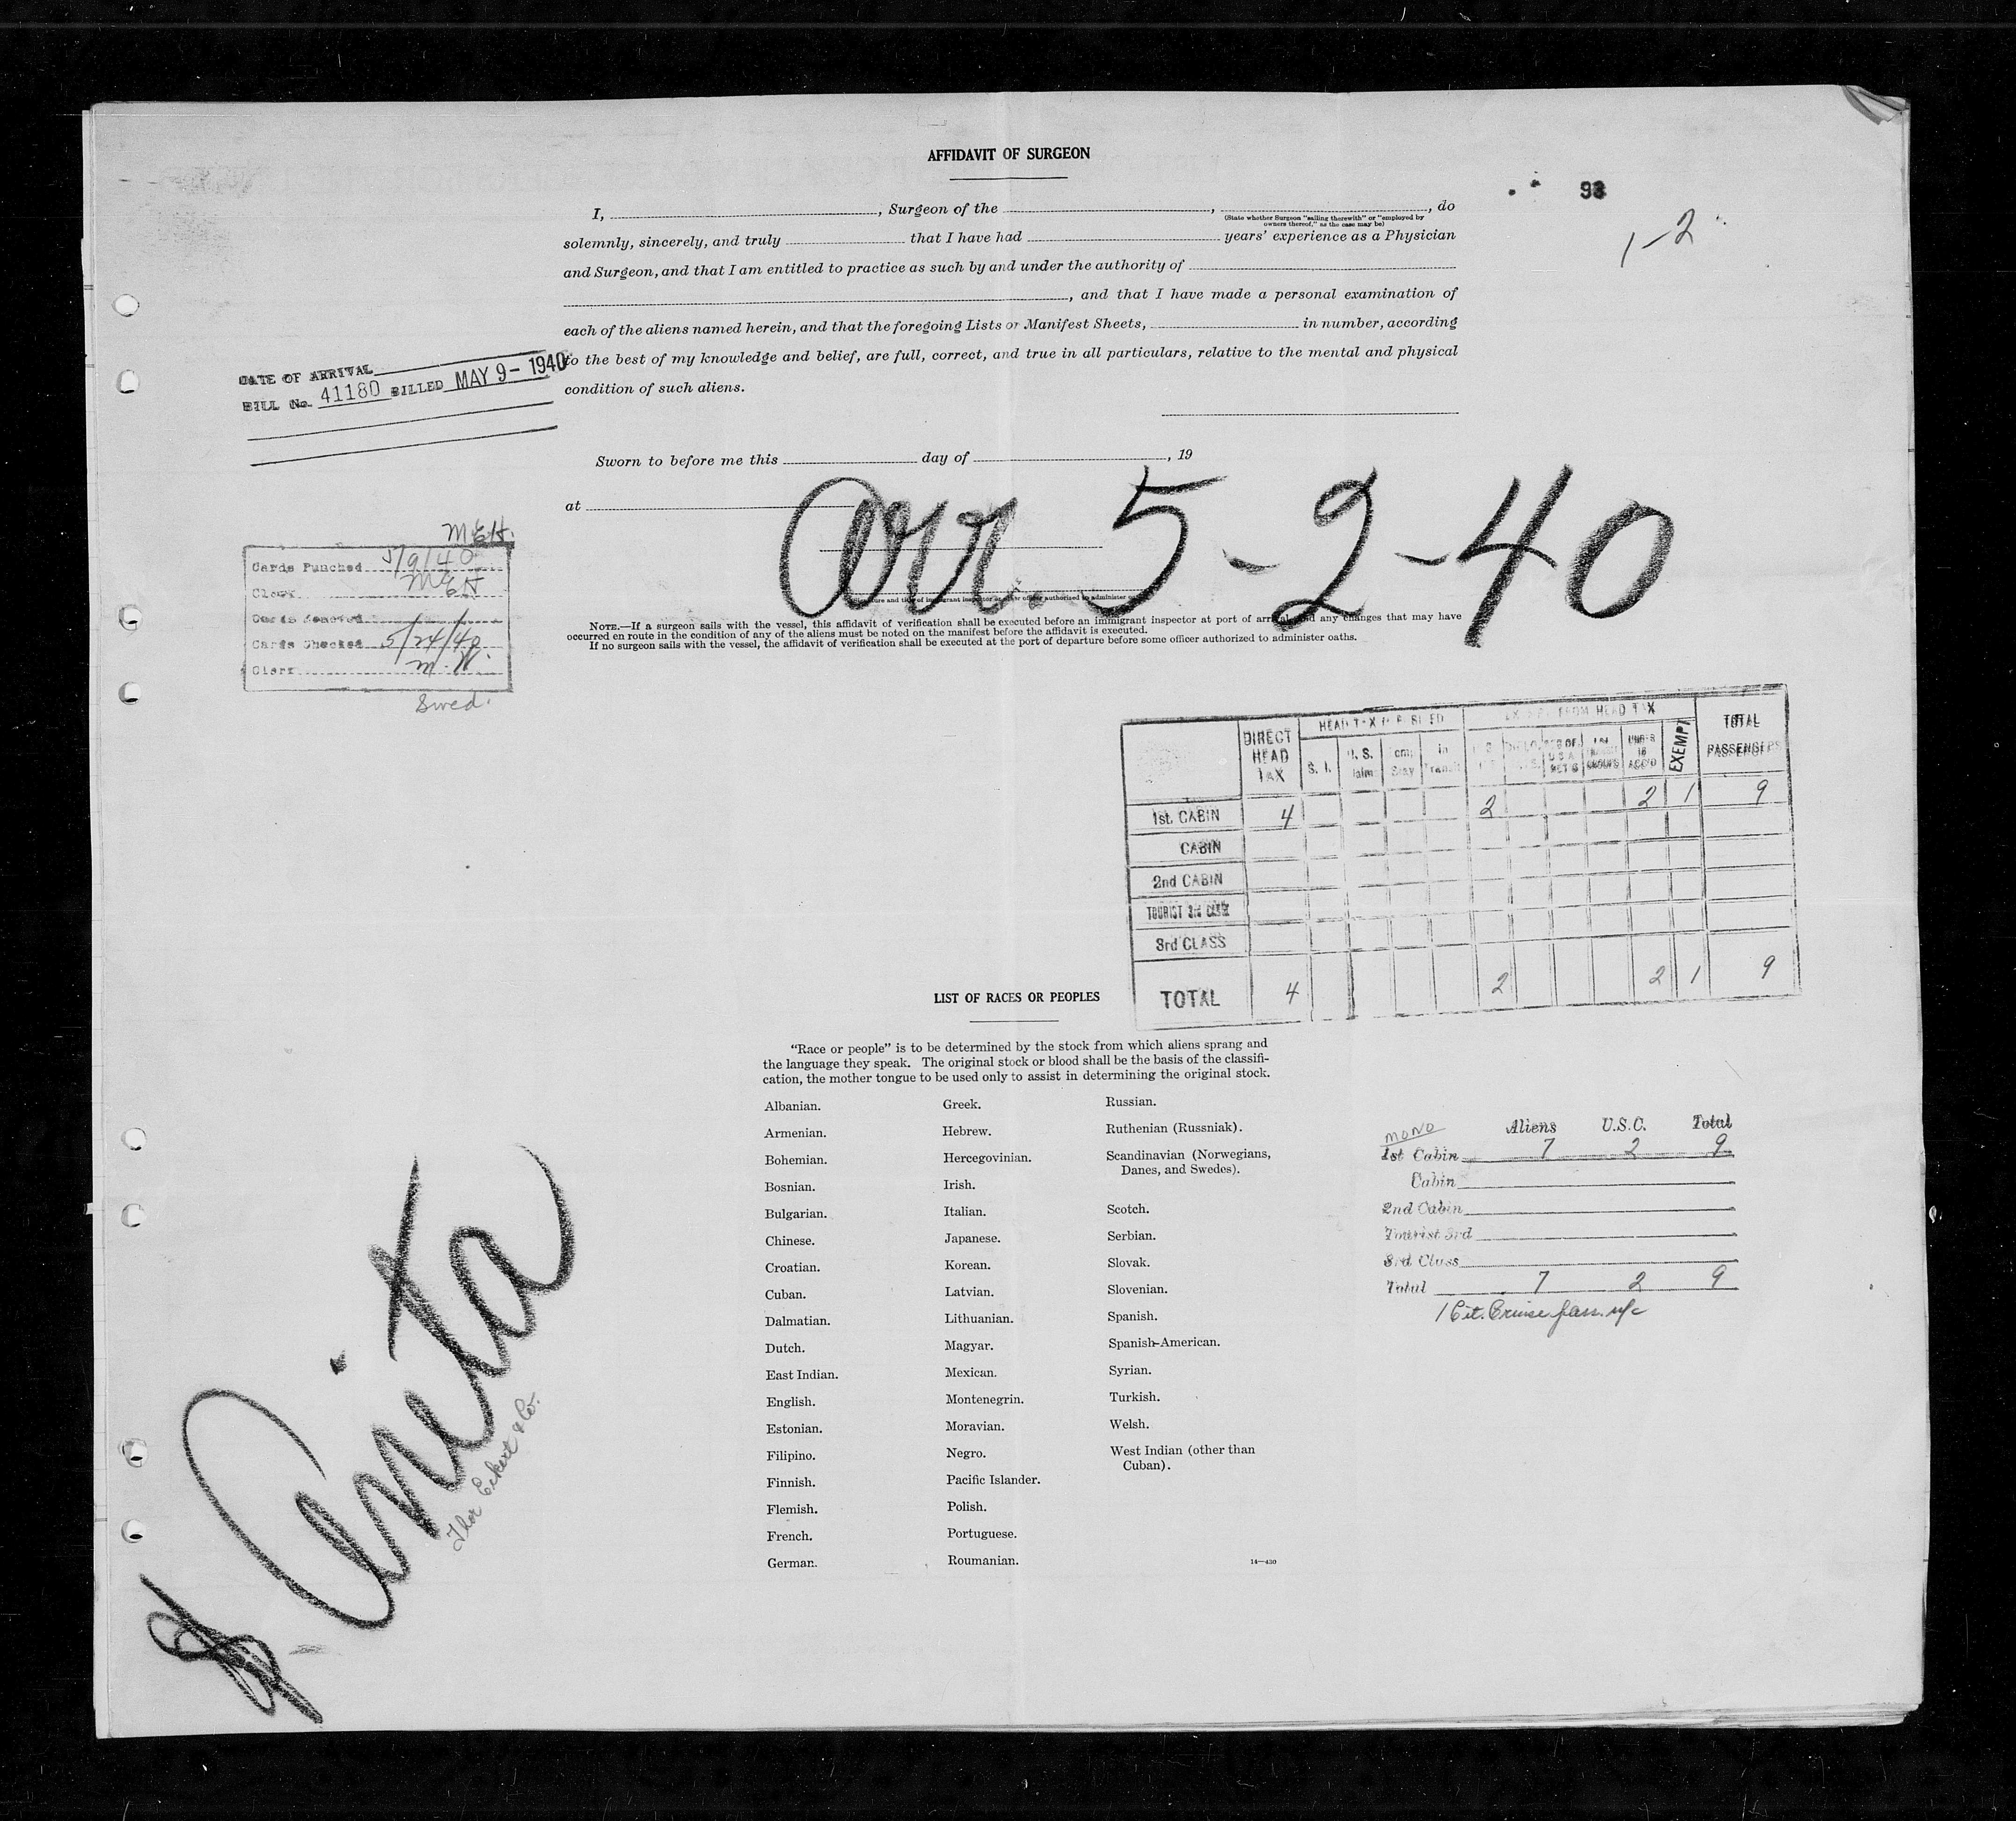 AFFIDAVIT OF SURGEON
1-2
I, , Surgeon of the , , do
(State whether Surgeon "sailing therewith" or "employed by
owners thereof," as the case may be)
solemnly, sincerely, and truly that I have had years' experience as a Physician
and Surgeon, and that I am entitled to practice as such by and under the authority of
, and that I have made a personal examination of
each of the aliens named herein, and that the foregoing Lists or Manifest Sheets, in number, according
to the best of my knowledge and belief, are full, correct, and true in all particulars, relative to the mental and physical
condition of such aliens.
DATE OF ARRIVAL
BILL No. 41180 BILLED MAY 9 - 1940
Sworn to before me this day of , 19
at
Arr. 5-2-40
M.E.H.
Cards Punched 5/9/40
Clerk MEH
Cards Removed
Cards Checked 5/24/40
Clerk M.W.
Swed.
NOTE.—If a surgeon sails with the vessel, this affidavit of verification shall be executed before an immigrant inspector at port of arrival and any changes that may have
occurred en route in the condition of any of the aliens must be noted on the manifest before the affidavit is executed.
If no surgeon sails with the vessel, the affidavit of verification shall be executed at the port of departure before some officer authorized to administer oaths.
DIRECT HEAD TAX
HEAD TAX
FROM HEAD TAX
EXEMPT
TOTAL PASSENGERS
1st. CABIN 4 2 2 1 9
CABIN
2nd CABIN
TOURIST 3rd CLASS
3rd CLASS
TOTAL 4 2 2 1 9
LIST OF RACES OR PEOPLES
"Race or people" is to be determined by the stock from which aliens sprang and
the language they speak. The original stock or blood shall be the basis of the classifi-
cation, the mother tongue to be used only to assist in determining the original stock.
Albanian.
Armenian.
Bohemian.
Bosnian.
Bulgarian.
Chinese.
Croatian.
Cuban.
Dalmatian.
Dutch.
East Indian.
English.
Estonian.
Filipino.
Finnish.
Flemish.
French.
German.
Greek.
Hebrew.
Hercegovinian.
Irish.
Italian.
Japanese.
Korean.
Latvian.
Lithuanian.
Magyar.
Mexican.
Montenegrin.
Moravian.
Negro.
Pacific Islander.
Polish.
Portuguese.
Roumanian.
Russian.
Ruthenian (Russniak).
Scandinavian (Norwegians,
Danes, and Swedes).
Scotch.
Serbian.
Slovak.
Slovenian.
Spanish.
Spanish-American.
Syrian.
Turkish.
Welsh.
West Indian (other than
Cuban).
14—430
mono Aliens U.S.C. Total
1st Cabin 7 2 9
Cabin
2nd Cabin
Tourist 3rd
3rd Class
Total 7 2 9
1 Cit. Cruise pass. n/c
Anita
Thor Eckert & Co.